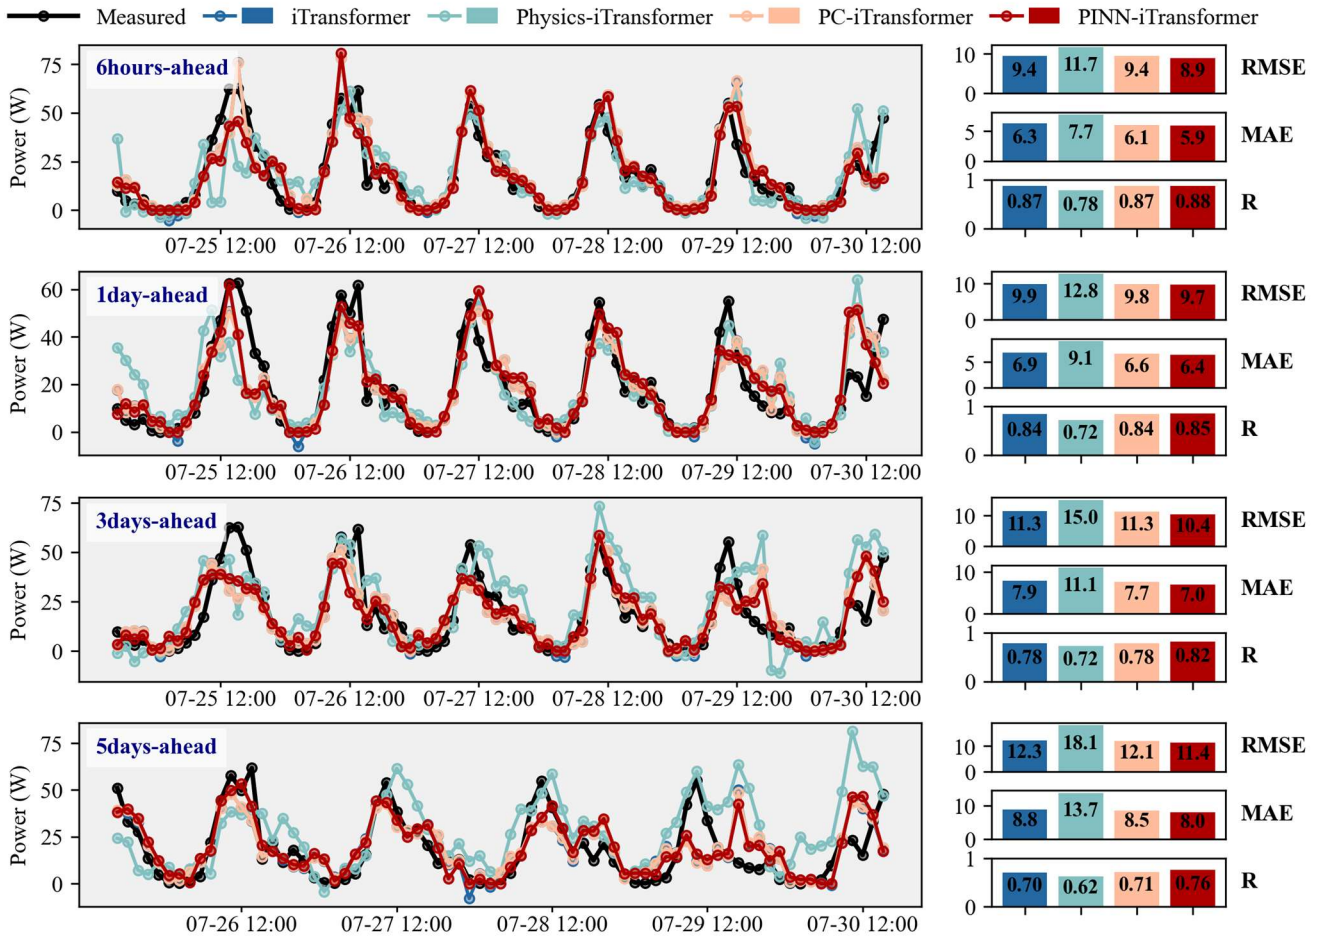 Measured iTransformer Physics-iTransformer PC-iTransformer PINN-iTransformer
6hours-ahead
Power (W)
75
50
25
0
07-25 12:00 07-26 12:00 07-27 12:00 07-28 12:00 07-29 12:00 07-30 12:00
10
0
9.4 11.7 9.4 8.9
RMSE
5
0
6.3 7.7 6.1 5.9
MAE
1
0
0.87 0.78 0.87 0.88
R
1day-ahead
Power (W)
60
40
20
0
07-25 12:00 07-26 12:00 07-27 12:00 07-28 12:00 07-29 12:00 07-30 12:00
10
0
9.9 12.8 9.8 9.7
RMSE
5
0
6.9 9.1 6.6 6.4
MAE
1
0
0.84 0.72 0.84 0.85
R
3days-ahead
Power (W)
75
50
25
0
07-25 12:00 07-26 12:00 07-27 12:00 07-28 12:00 07-29 12:00 07-30 12:00
10
0
11.3 15.0 11.3 10.4
RMSE
10
0
7.9 11.1 7.7 7.0
MAE
1
0
0.78 0.72 0.78 0.82
R
5days-ahead
Power (W)
75
50
25
0
07-26 12:00 07-27 12:00 07-28 12:00 07-29 12:00 07-30 12:00
10
0
12.3 18.1 12.1 11.4
RMSE
10
0
8.8 13.7 8.5 8.0
MAE
1
0
0.70 0.62 0.71 0.76
R